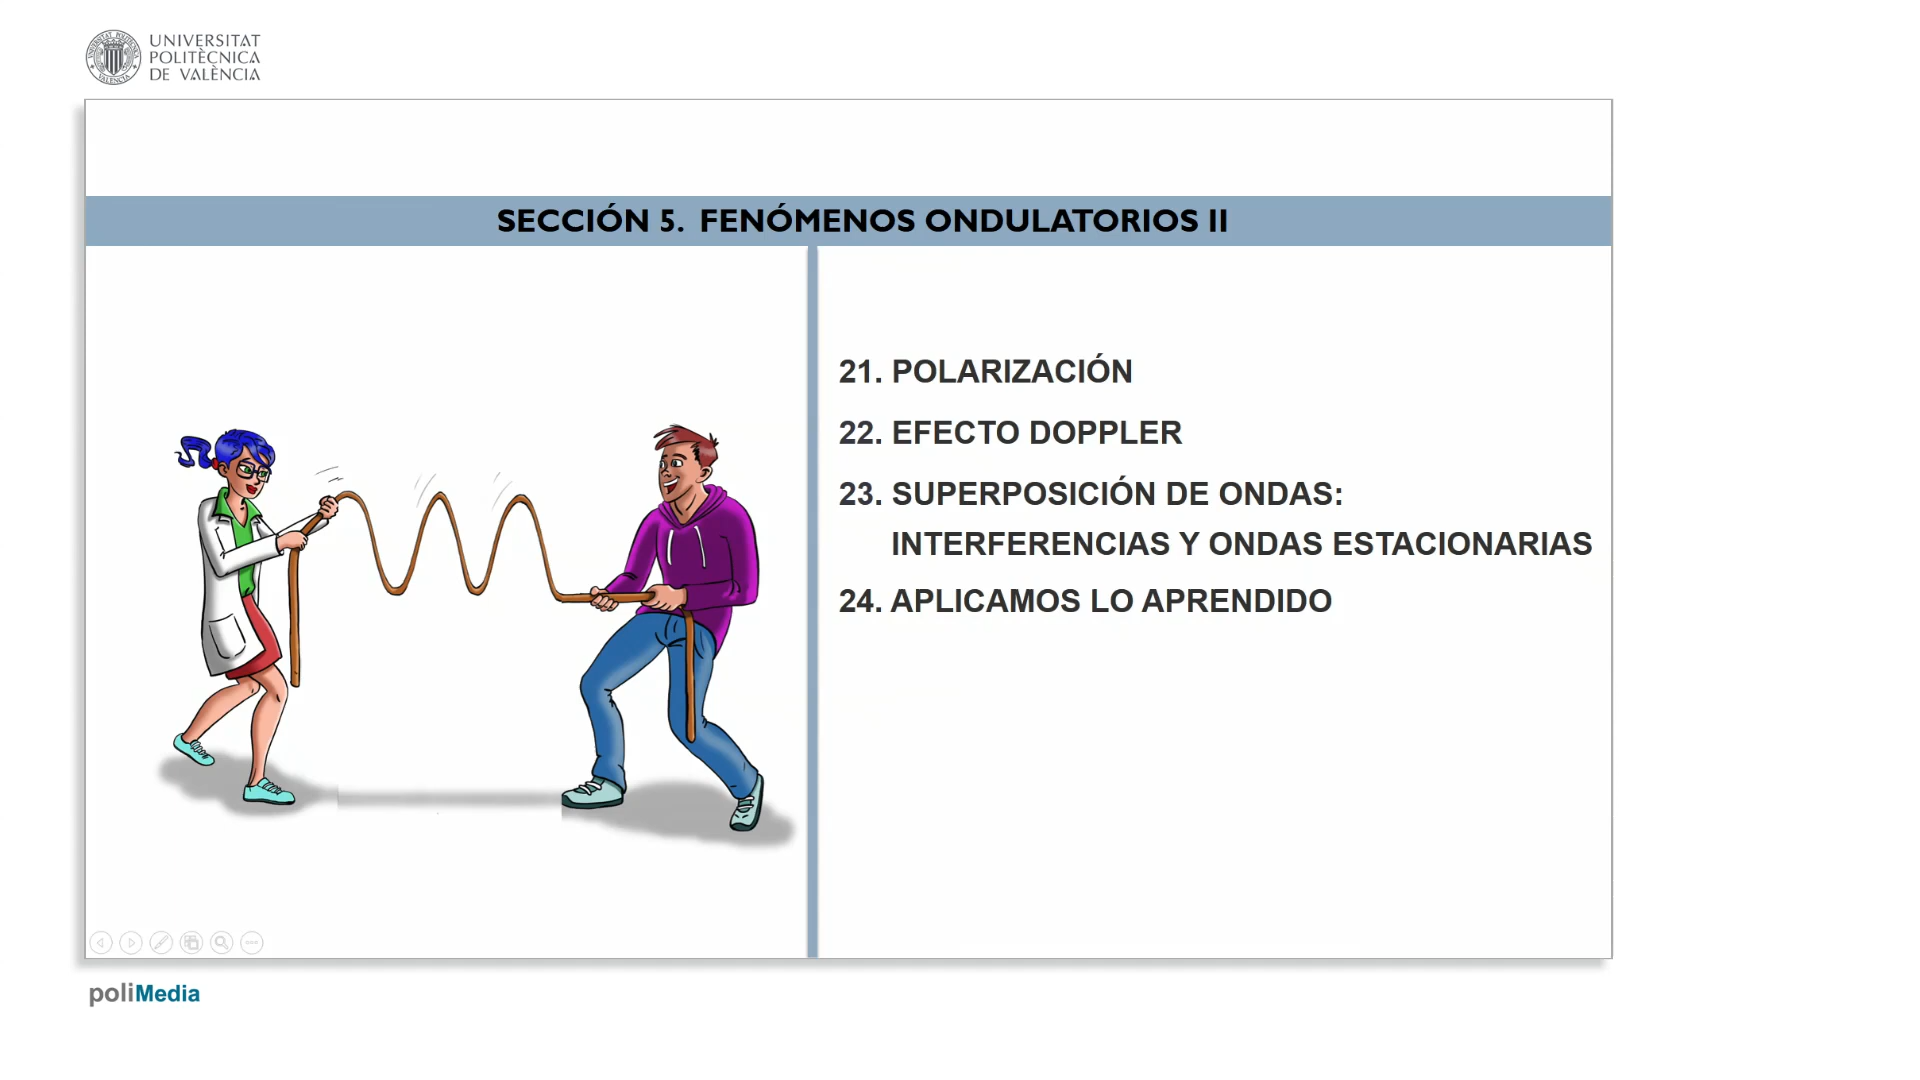 UNIVERSITAT
POLITÈCNICA
DE VALÈNCIA
SECCIÓN 5. FENÓMENOS ONDULATORIOS II
21. POLARIZACIÓN
22. EFECTO DOPPLER
23. SUPERPOSICIÓN DE ONDAS:
INTERFERENCIAS Y ONDAS ESTACIONARIAS
24. APLICAMOS LO APRENDIDO
poliMedia